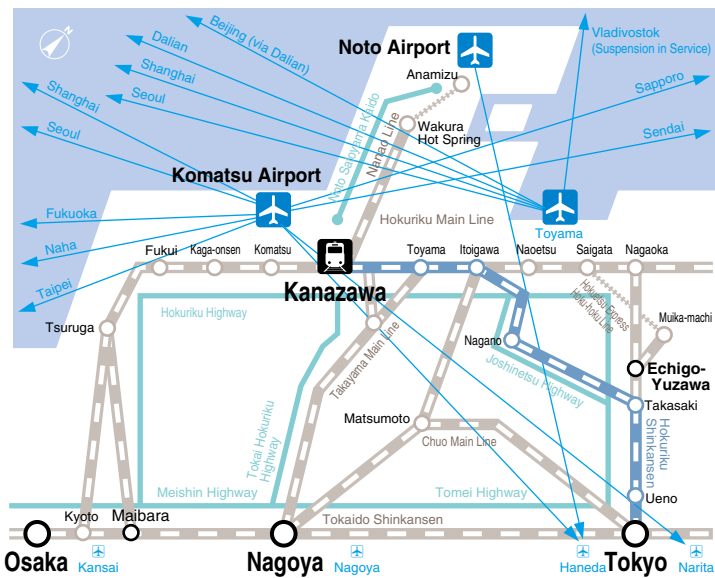 Beijing (via Dalian)
Dalian
Shanghai
Seoul
Shanghai
Seoul
Noto Airport
Anamizu
Vladivostok
(Suspension in Service)
Sapporo
Sendai
Noto Satoyama Kaido
Nanao Line
Wakura
Hot Spring
Komatsu Airport
Fukuoka
Naha
Taipei
Hokuriku Main Line
Toyama
Fukui
Kaga-onsen
Komatsu
Kanazawa
Toyama
Itoigawa
Naoetsu
Saigata
Nagaoka
Hokuriku Highway
Tsuruga
Takayama Main Line
Nagano
Hokuetsu Express
Hoku-hoku Line
Muika-machi
Joshinetsu Highway
Echigo-
Yuzawa
Takasaki
Matsumoto
Chuo Main Line
Hokuriku
Shinkansen
Tokai Hokuriku
Highway
Meishin Highway
Tomei Highway
Ueno
Kyoto
Maibara
Tokaido Shinkansen
Osaka
Kansai
Nagoya
Nagoya
Haneda
Tokyo
Narita